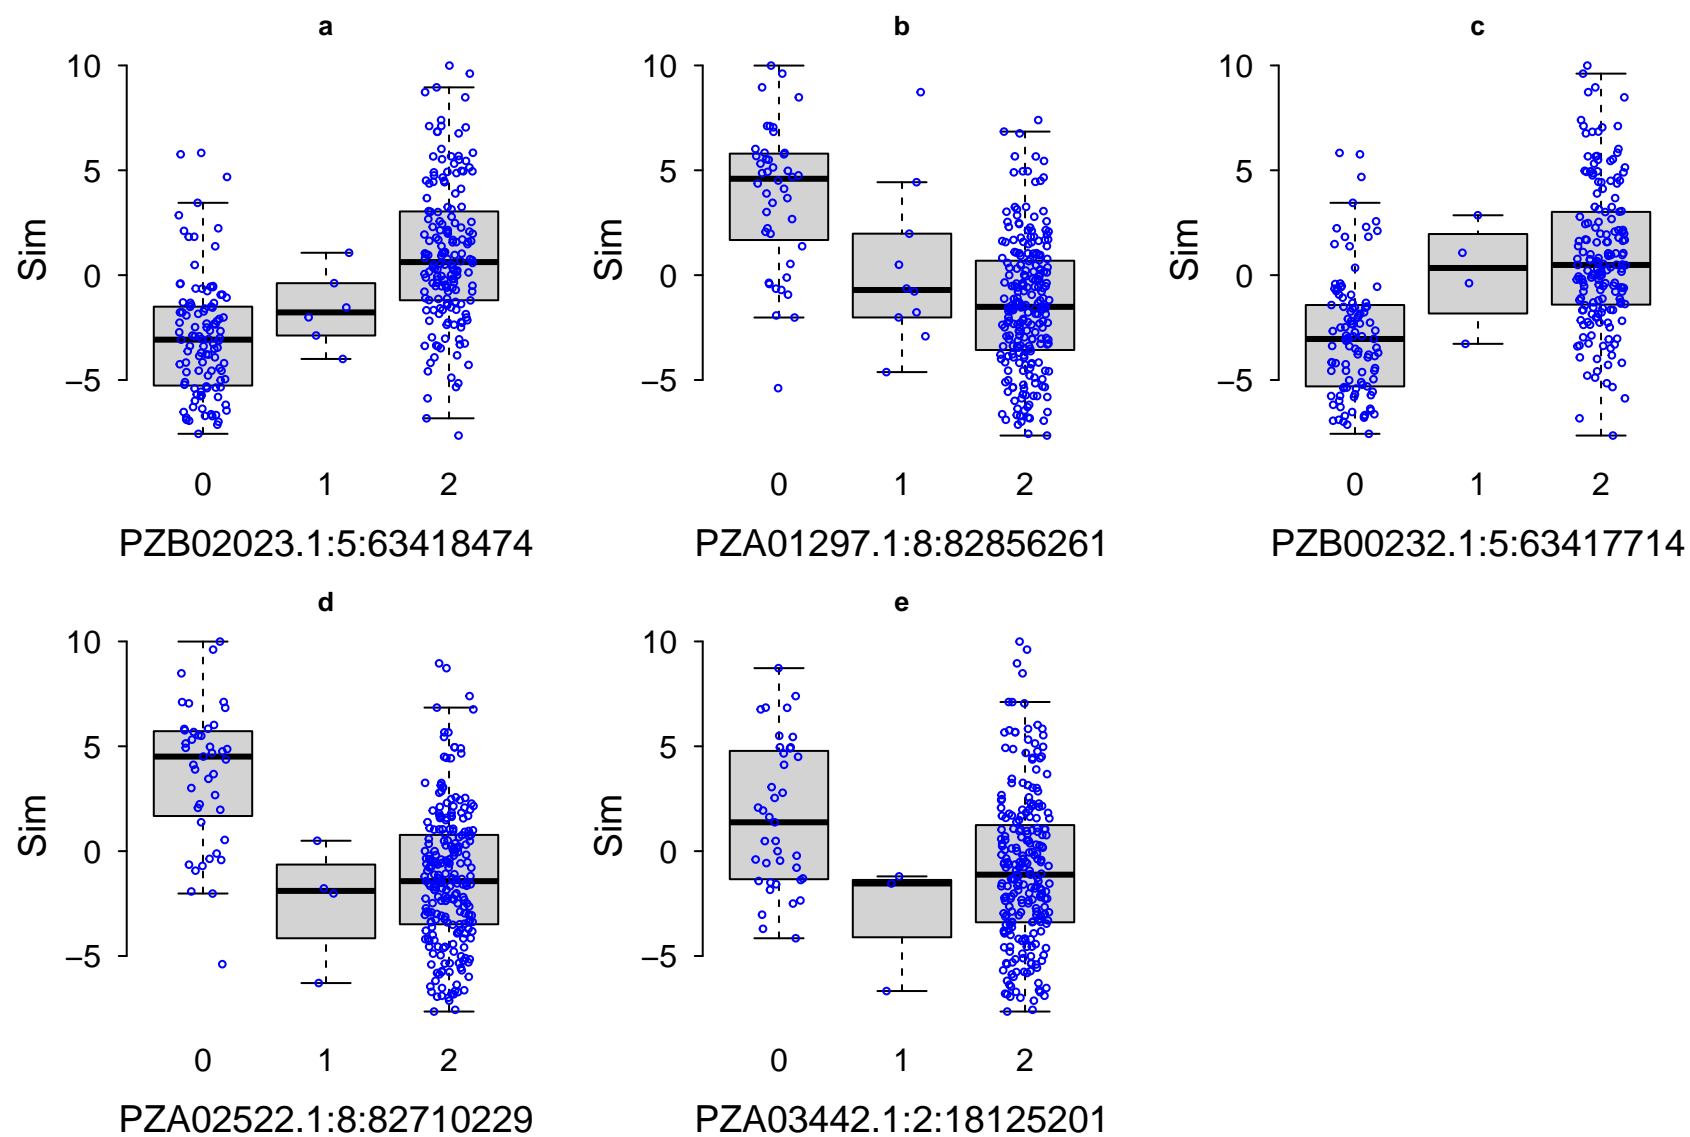 a
10
5
0
−5
Sim
0 1 2
PZB02023.1:5:63418474
b
10
5
0
−5
Sim
0 1 2
PZA01297.1:8:82856261
c
10
5
0
−5
Sim
0 1 2
PZB00232.1:5:63417714
d
10
5
0
−5
Sim
0 1 2
PZA02522.1:8:82710229
e
10
5
0
−5
Sim
0 1 2
PZA03442.1:2:18125201